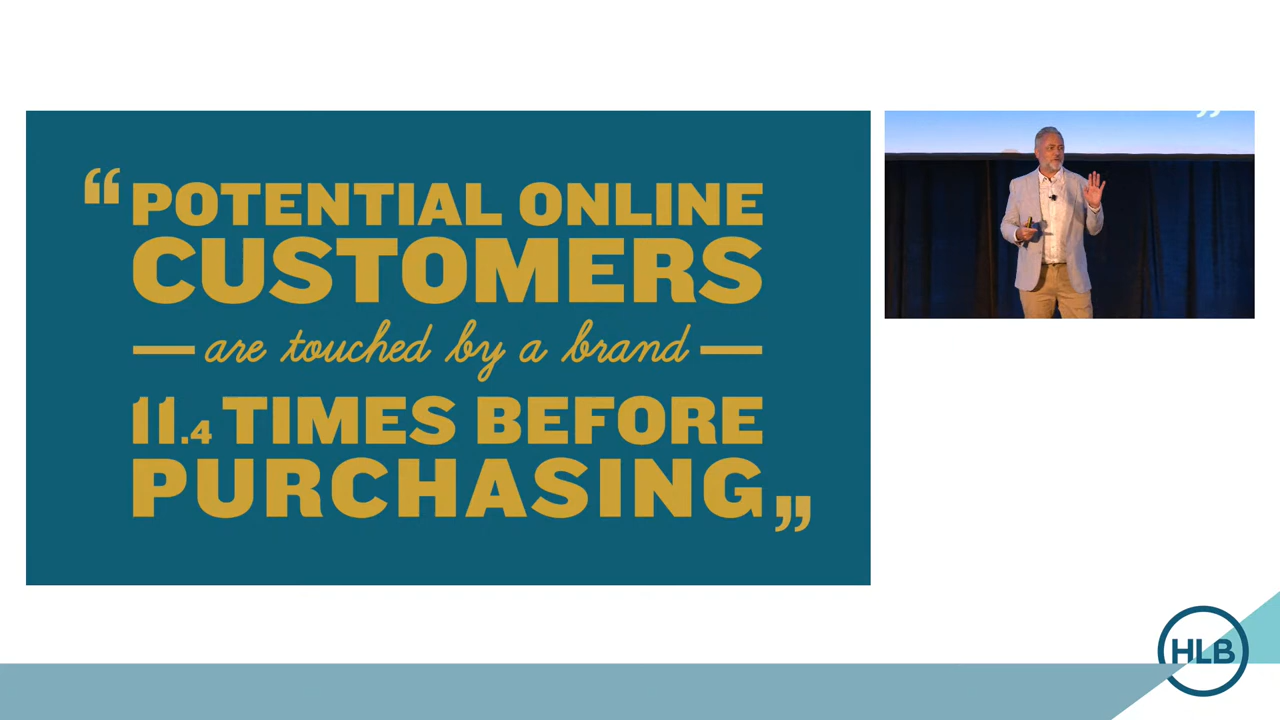 “POTENTIAL ONLINE
CUSTOMERS
are touched by a brand
11.4 TIMES BEFORE
PURCHASING”
HLB